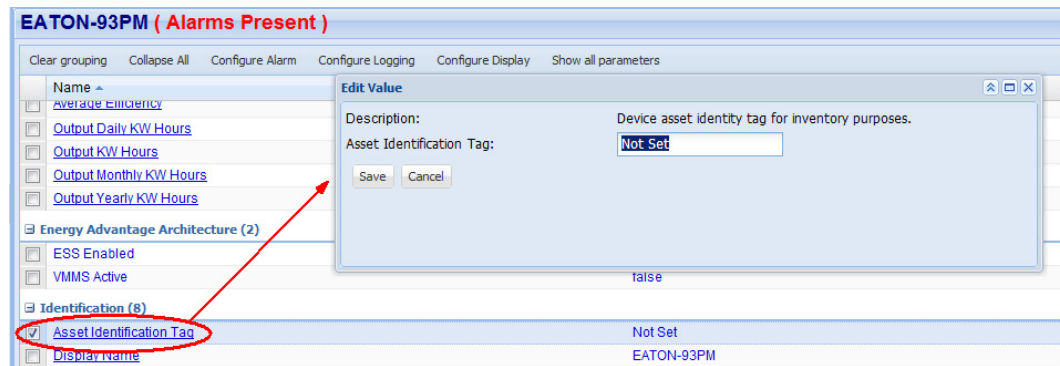 EATON-93PM ( Alarms Present )
Clear grouping Collapse All Configure Alarm Configure Logging Configure Display Show all parameters
Name
Edit Value
Average Efficiency
Description: Device asset identity tag for inventory purposes.
Output Daily KW Hours
Asset Identification Tag: Not Set
Output KW Hours
Save Cancel
Output Monthly KW Hours
Output Yearly KW Hours
Energy Advantage Architecture (2)
ESS Enabled
VMMS Active false
Identification (8)
Asset Identification Tag Not Set
Display Name EATON-93PM